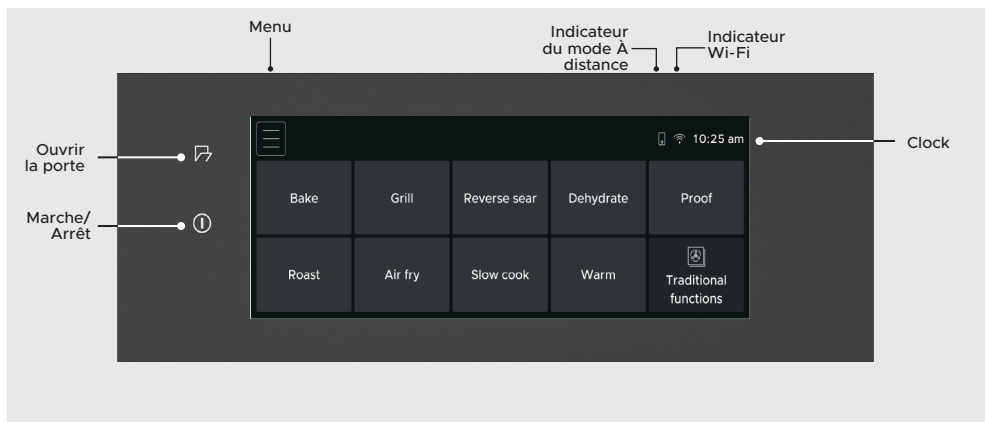 Menu
Indicateur
du mode À
distance
Indicateur
Wi-Fi
10:25 am
Clock
Ouvrir
la porte
Marche/
Arrêt
Bake
Grill
Reverse sear
Dehydrate
Proof
Roast
Air fry
Slow cook
Warm
Traditional
functions